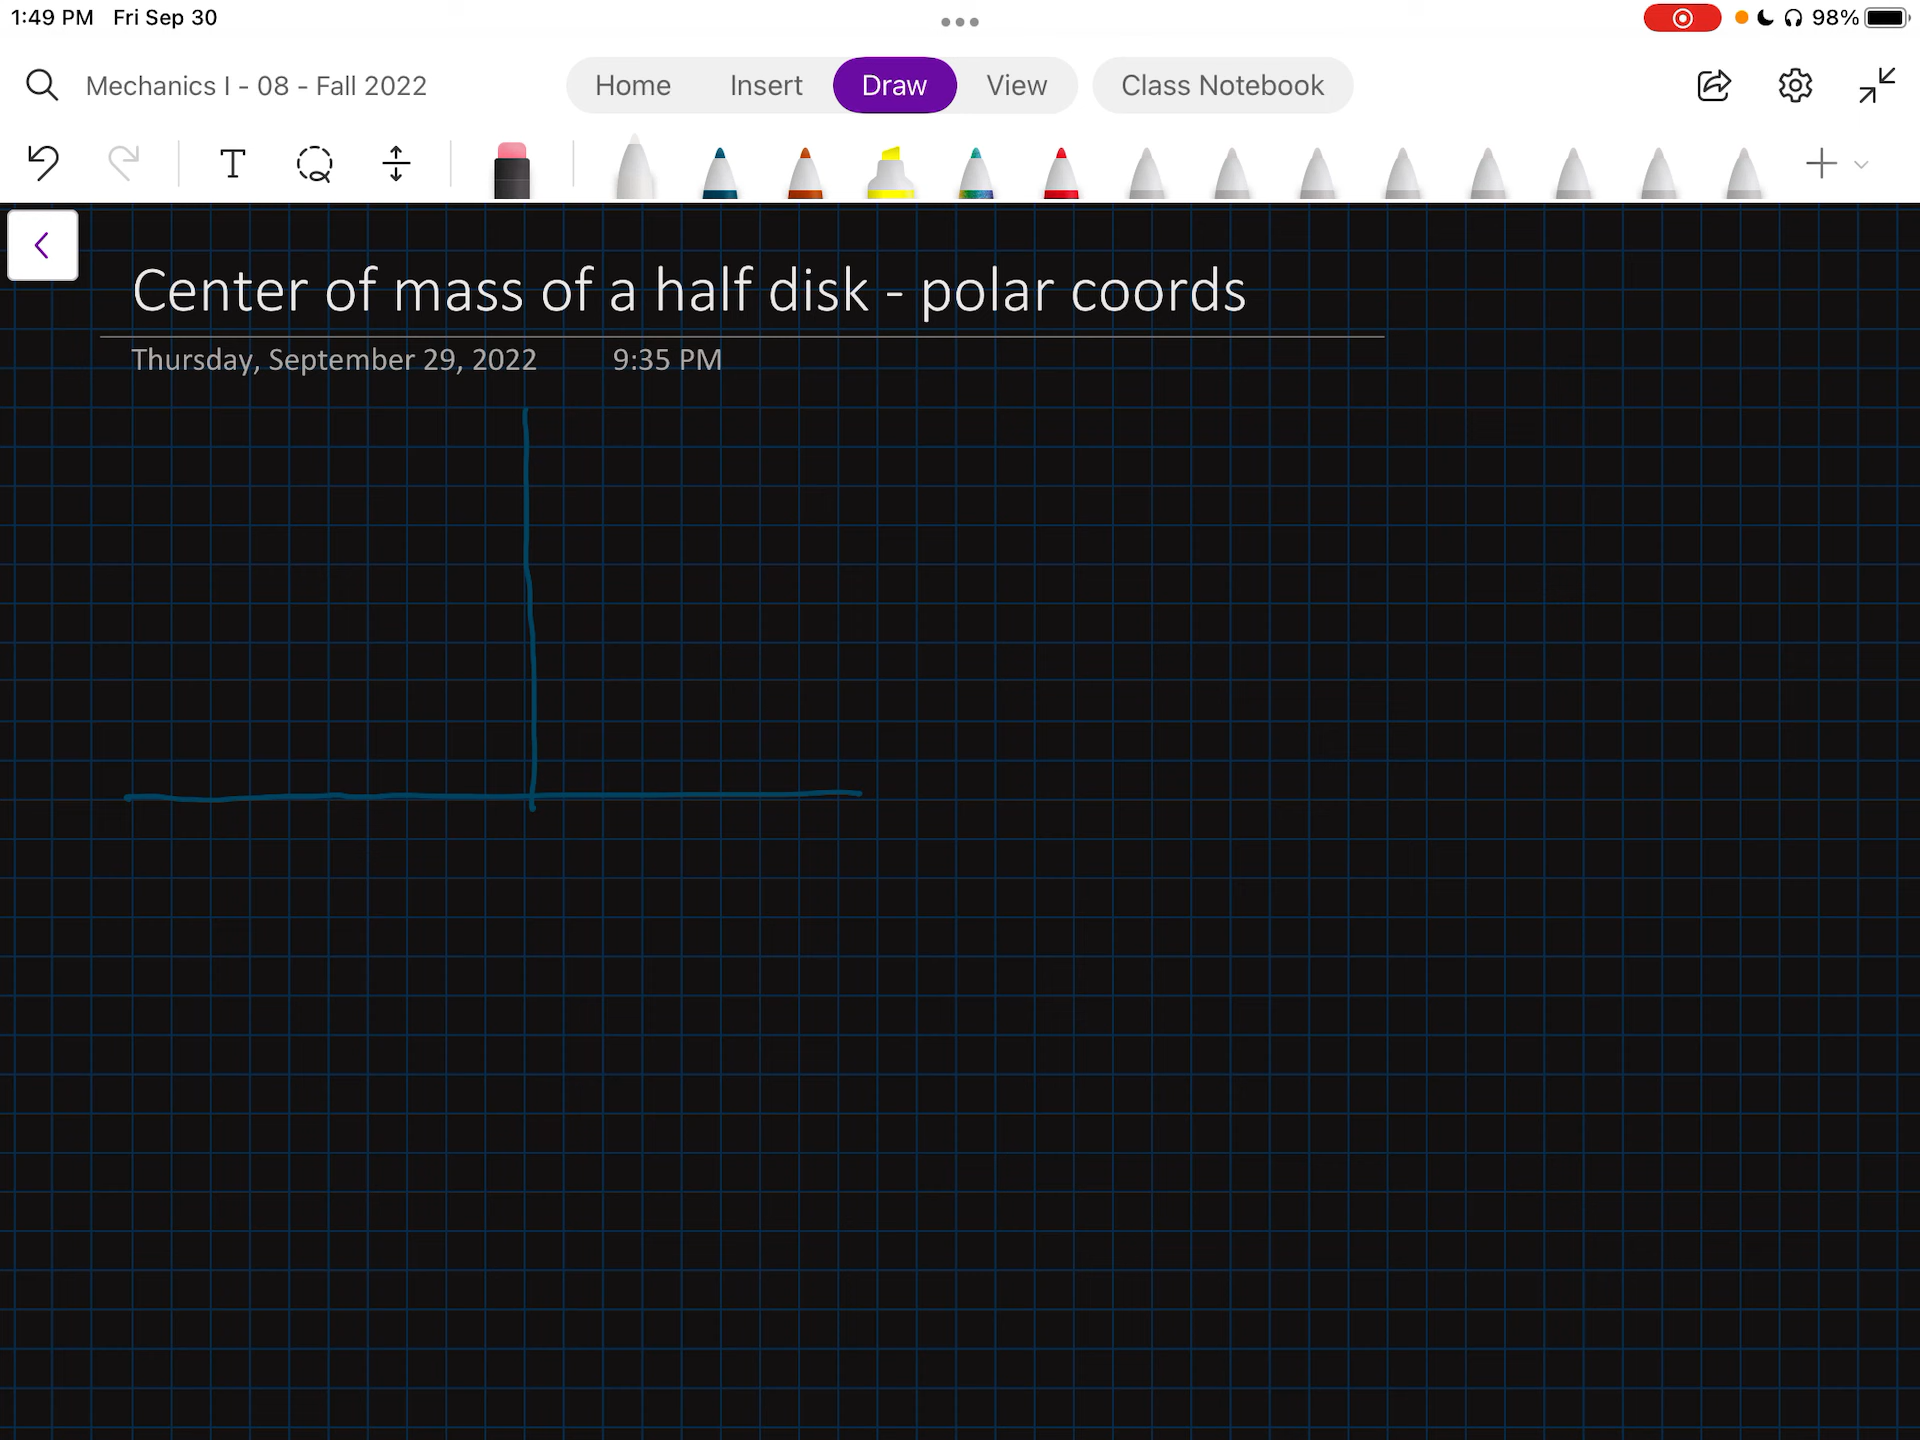 1:49 PM Fri Sep 30 98%
Mechanics I - 08 - Fall 2022 Home Insert Draw View Class Notebook
T
Center of mass of a half disk - polar coords
Thursday, September 29, 2022 9:35 PM